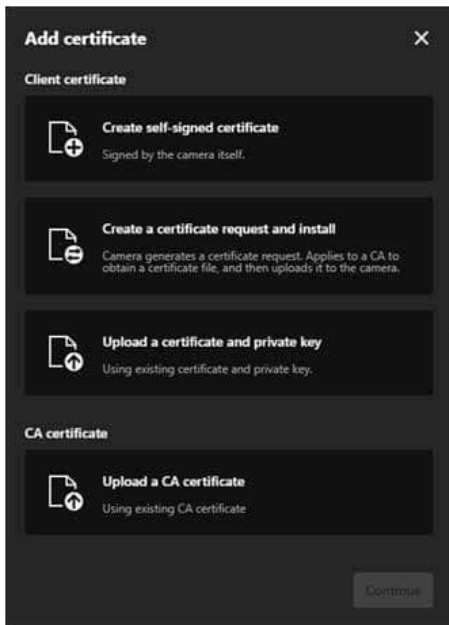 Add certificate
Client certificate
Create self-signed certificate
Signed by the camera itself.
Create a certificate request and install
Camera generates a certificate request. Applies to a CA to
obtain a certificate file, and then uploads it to the camera.
Upload a certificate and private key
Using existing certificate and private key.
CA certificate
Upload a CA certificate
Using existing CA certificate
Continue